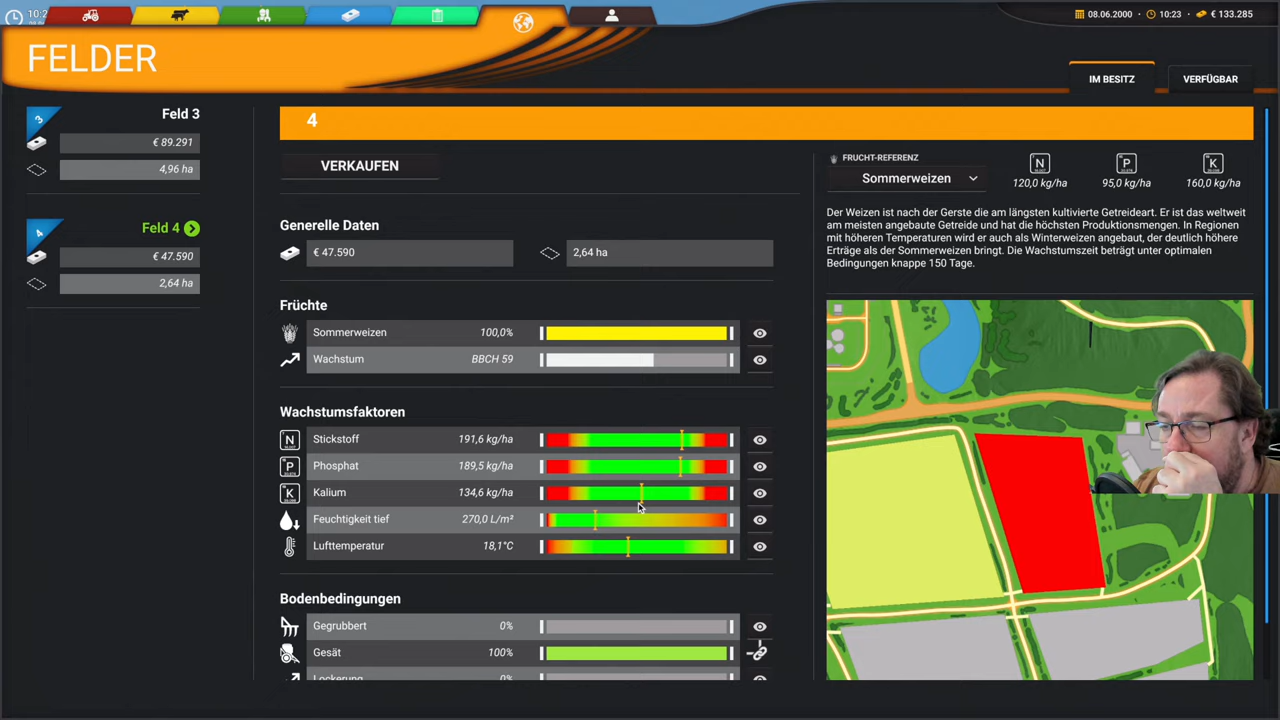 10:2
08.06.2000
10:23
€ 133.285
FELDER
IM BESITZ
VERFÜGBAR
3
Feld 3
€ 89.291
4,96 ha
4
Feld 4
€ 47.590
2,64 ha
4
VERKAUFEN
Generelle Daten
€ 47.590
2,64 ha
Früchte
Sommerweizen 100,0%
Wachstum BBCH 59
Wachstumsfaktoren
N Stickstoff 191,6 kg/ha
P Phosphat 189,5 kg/ha
K Kalium 134,6 kg/ha
Feuchtigkeit tief 270,0 L/m²
Lufttemperatur 18,1°C
Bodenbedingungen
Gegrubbert 0%
Gesät 100%
Lockerung 0%
FRUCHT-REFERENZ
Sommerweizen
N
P
K
120,0 kg/ha
95,0 kg/ha
160,0 kg/ha
Der Weizen ist nach der Gerste die am längsten kultivierte Getreideart. Er ist das weltweit
am meisten angebaute Getreide und hat die höchsten Produktionsmengen. In Regionen
mit höheren Temperaturen wird er auch als Winterweizen angebaut, der deutlich höhere
Erträge als der Sommerweizen bringt. Die Wachstumszeit beträgt unter optimalen
Bedingungen knappe 150 Tage.